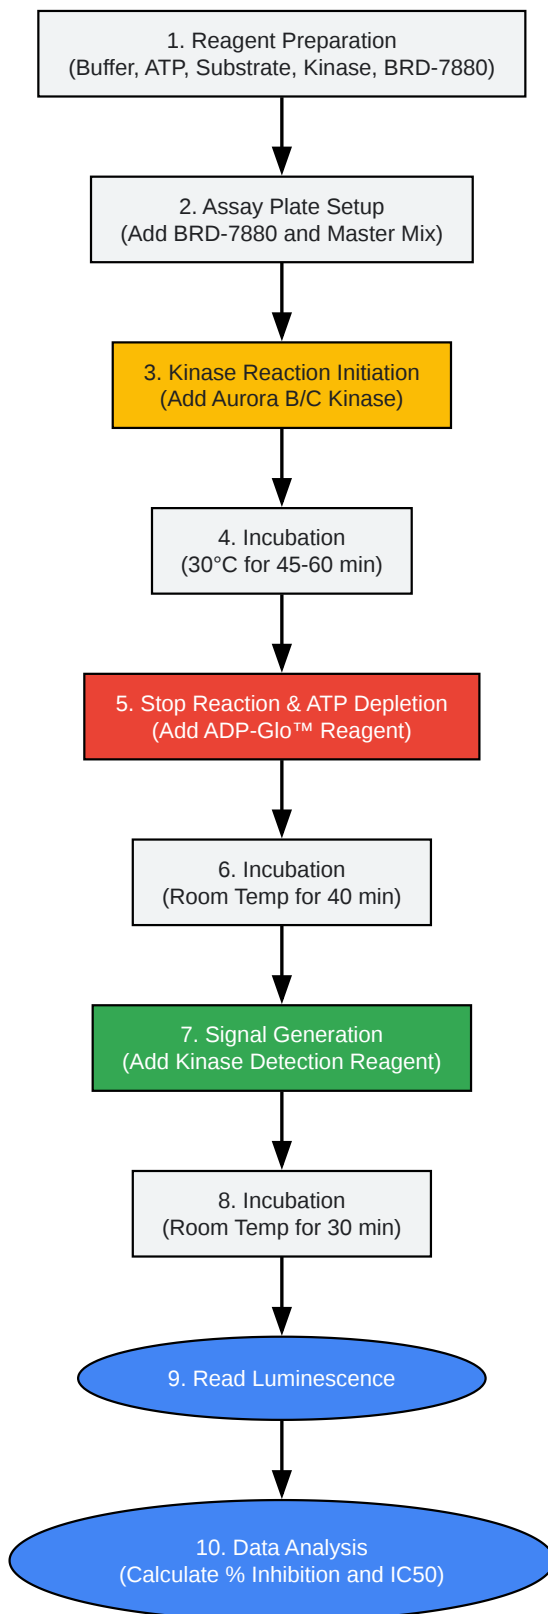 1. Reagent Preparation
(Buffer, ATP, Substrate, Kinase, BRD-7880)
2. Assay Plate Setup
(Add BRD-7880 and Master Mix)
3. Kinase Reaction Initiation
(Add Aurora B/C Kinase)
4. Incubation
(30°C for 45-60 min)
5. Stop Reaction & ATP Depletion
(Add ADP-Glo™ Reagent)
6. Incubation
(Room Temp for 40 min)
7. Signal Generation
(Add Kinase Detection Reagent)
8. Incubation
(Room Temp for 30 min)
9. Read Luminescence
10. Data Analysis
(Calculate % Inhibition and IC50)